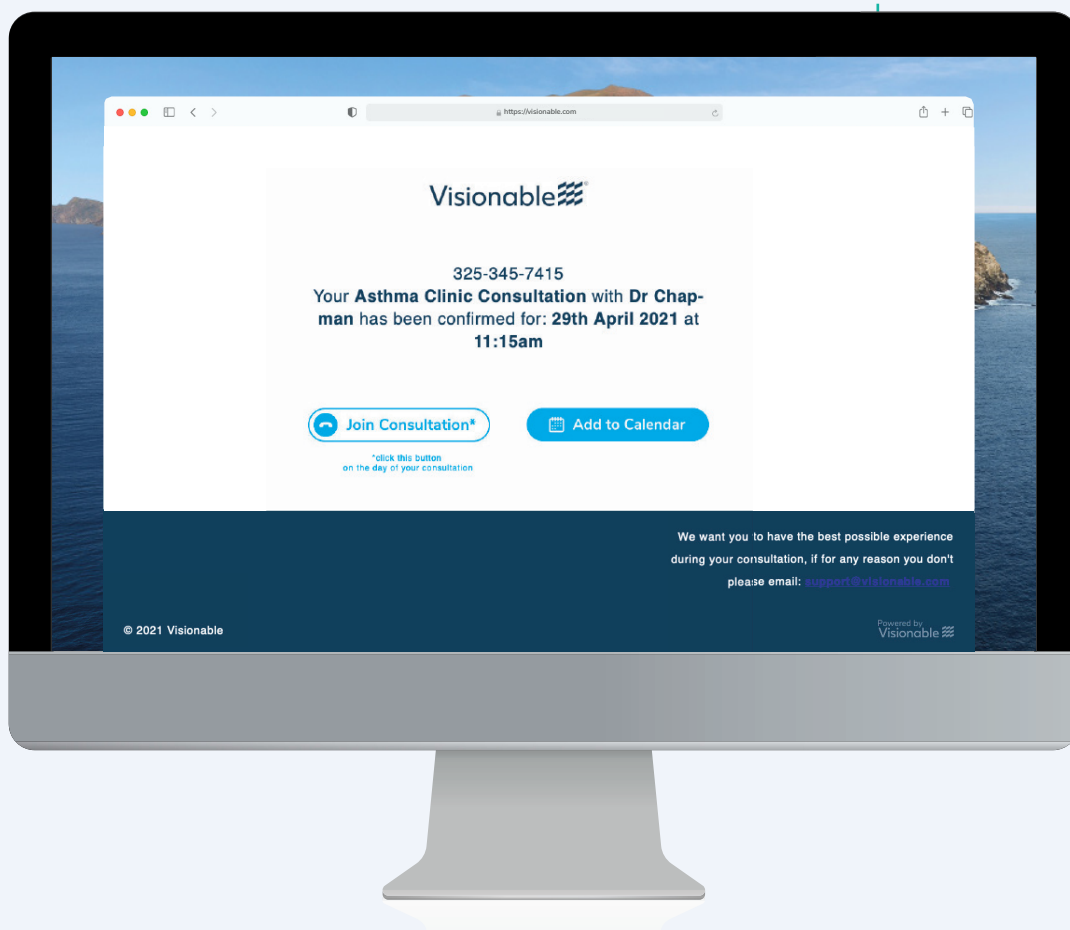 https://visionable.com
Visionable
325-345-7415
Your Asthma Clinic Consultation with Dr Chap-
man has been confirmed for: 29th April 2021 at
11:15am
Join Consultation*
Add to Calendar
*click this button
on the day of your consultation
We want you to have the best possible experience
during your consultation, if for any reason you don't
please email: support@visionable.com
© 2021 Visionable
Powered by
Visionable